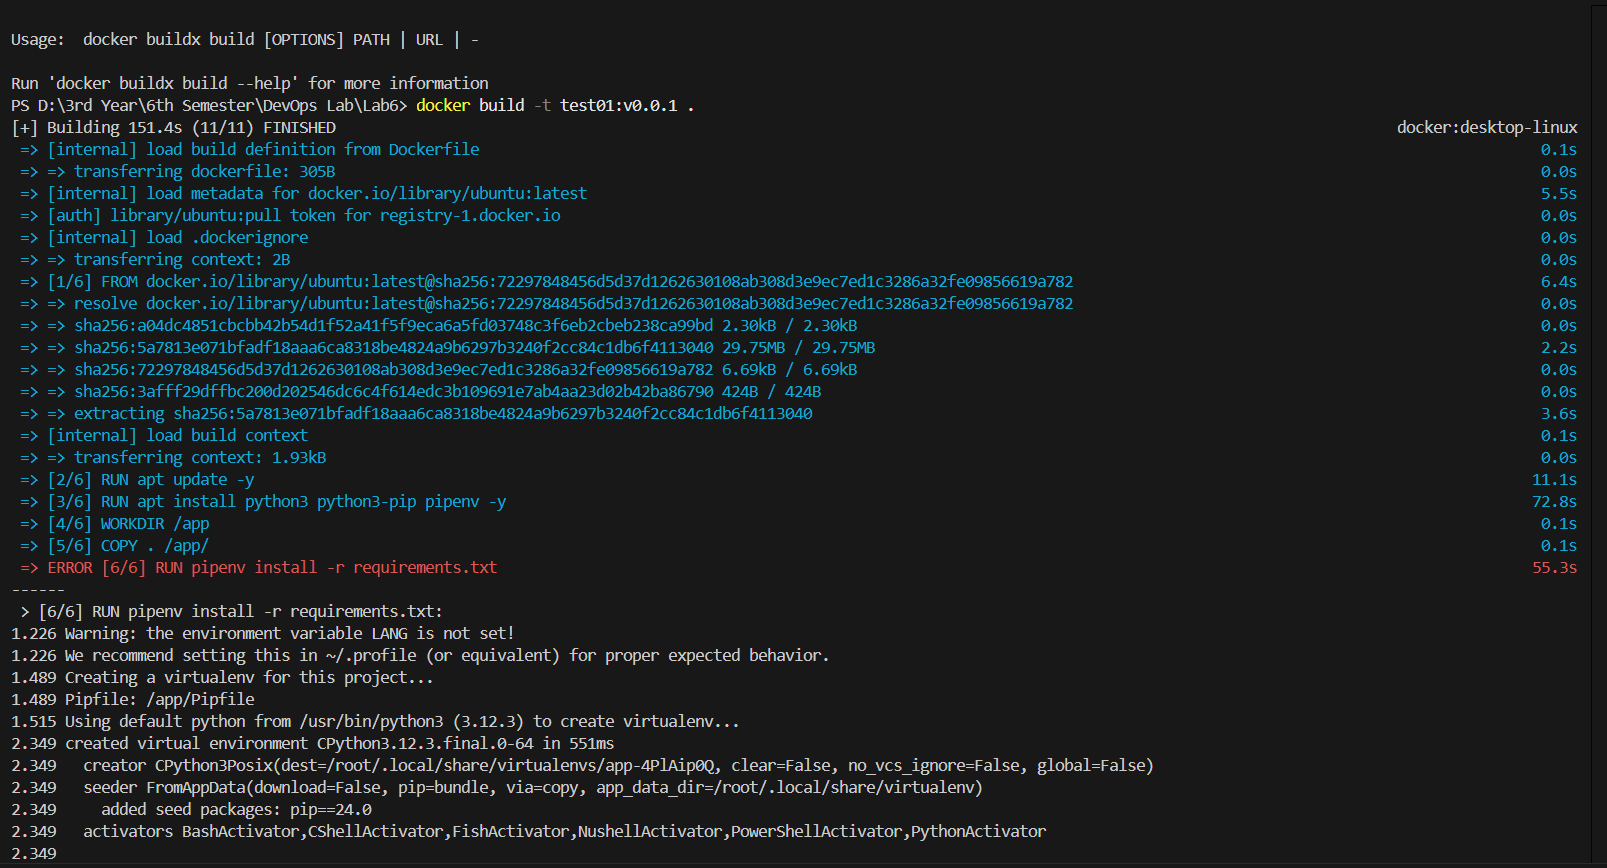 Usage:  docker buildx build [OPTIONS] PATH | URL | -
Run 'docker buildx build --help' for more information
PS D:\3rd Year\6th Semester\DevOps Lab\Lab6> docker build -t test01:v0.0.1 .
[+] Building 151.4s (11/11) FINISHED docker:desktop-linux
=> [internal] load build definition from Dockerfile 0.1s
=> => transferring dockerfile: 305B 0.0s
=> [internal] load metadata for docker.io/library/ubuntu:latest 5.5s
=> [auth] library/ubuntu:pull token for registry-1.docker.io 0.0s
=> [internal] load .dockerignore 0.0s
=> => transferring context: 2B 0.0s
=> [1/6] FROM docker.io/library/ubuntu:latest@sha256:72297848456d5d37d1262630108ab308d3e9ec7ed1c3286a32fe09856619a782 6.4s
=> => resolve docker.io/library/ubuntu:latest@sha256:72297848456d5d37d1262630108ab308d3e9ec7ed1c3286a32fe09856619a782 0.0s
=> => sha256:a04dc4851cbcbb42b54d1f52a41f5f9eca6a5fd03748c3f6eb2cbeb238ca99bd 2.30kB / 2.30kB 0.0s
=> => sha256:5a7813e071bfadf18aaa6ca8318be4824a9b6297b3240f2cc84c1db6f4113040 29.75MB / 29.75MB 2.2s
=> => sha256:72297848456d5d37d1262630108ab308d3e9ec7ed1c3286a32fe09856619a782 6.69kB / 6.69kB 0.0s
=> => sha256:3afff29dffbc200d202546dc6c4f614edc3b109691e7ab4aa23d02b42ba86790 424B / 424B 0.0s
=> => extracting sha256:5a7813e071bfadf18aaa6ca8318be4824a9b6297b3240f2cc84c1db6f4113040 3.6s
=> [internal] load build context 0.1s
=> => transferring context: 1.93kB 0.0s
=> [2/6] RUN apt update -y 11.1s
=> [3/6] RUN apt install python3 python3-pip pipenv -y 72.8s
=> [4/6] WORKDIR /app 0.1s
=> [5/6] COPY . /app/ 0.1s
=> ERROR [6/6] RUN pipenv install -r requirements.txt 55.3s
------
> [6/6] RUN pipenv install -r requirements.txt:
1.226 Warning: the environment variable LANG is not set!
1.226 We recommend setting this in ~/.profile (or equivalent) for proper expected behavior.
1.489 Creating a virtualenv for this project...
1.489 Pipfile: /app/Pipfile
1.515 Using default python from /usr/bin/python3 (3.12.3) to create virtualenv...
2.349 created virtual environment CPython3.12.3.final.0-64 in 551ms
2.349   creator CPython3Posix(dest=/root/.local/share/virtualenvs/app-4PlAip0Q, clear=False, no_vcs_ignore=False, global=False)
2.349   seeder FromAppData(download=False, pip=bundle, via=copy, app_data_dir=/root/.local/share/virtualenv)
2.349     added seed packages: pip==24.0
2.349   activators BashActivator,CShellActivator,FishActivator,NushellActivator,PowerShellActivator,PythonActivator
2.349